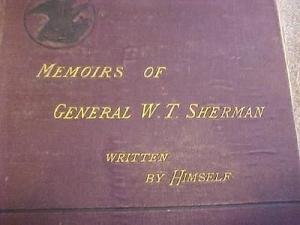 MEMOIRS OF
GENERAL W. T. SHERMAN
WRITTEN
BY HIMSELF